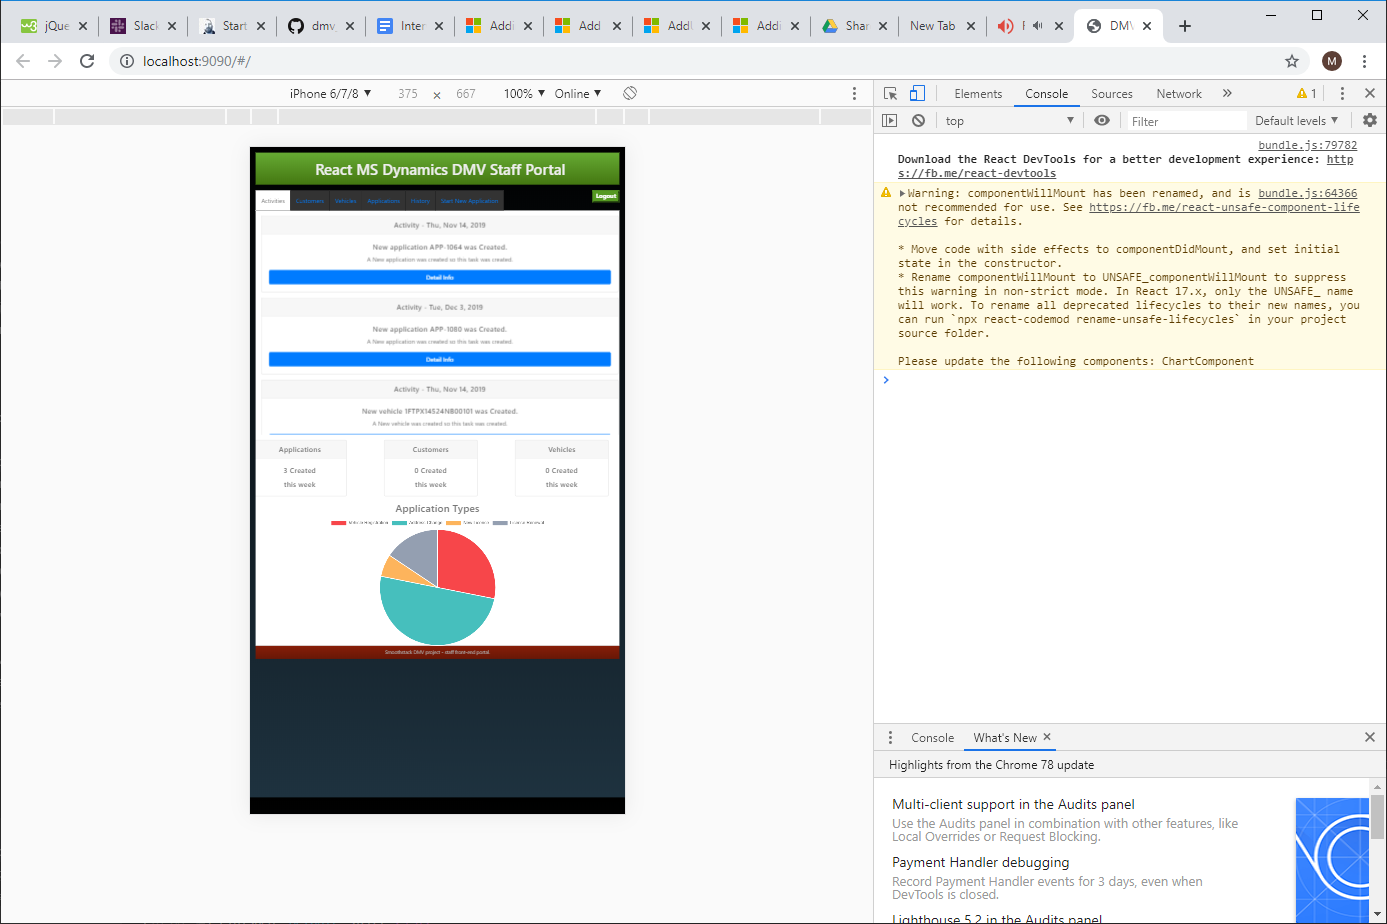 jQue
Slack
Start
dmv_
Inter
Addi
Add
Addi
Addi
Shar
New Tab
DMV
localhost:9090/#/
M
iPhone 6/7/8 ▼ 375 × 667 100% ▼ Online ▼
Elements Console Sources Network » 1
top ▼ Filter Default levels ▼
bundle.js:79782
Download the React DevTools for a better development experience: http
s://fb.me/react-devtools
▶Warning: componentWillMount has been renamed, and is bundle.js:64366
not recommended for use. See https://fb.me/react-unsafe-component-life
cycles for details.
* Move code with side effects to componentDidMount, and set initial
state in the constructor.
* Rename componentWillMount to UNSAFE_componentWillMount to suppress
this warning in non-strict mode. In React 17.x, only the UNSAFE_ name
will work. To rename all deprecated lifecycles to their new names, you
can run `npx react-codemod rename-unsafe-lifecycles` in your project
source folder.
Please update the following components: ChartComponent
React MS Dynamics DMV Staff Portal
Activities Customers Vehicles Applications History Start New Application Logout
Activity - Thu, Nov 14, 2019
New application APP-1064 was Created.
A New application was created so this task was created.
Detail Info
Activity - Tue, Dec 3, 2019
New application APP-1080 was Created.
A New application was created so this task was created.
Detail Info
Activity - Thu, Nov 14, 2019
New vehicle 1FTPX14524NB00101 was Created.
A New vehicle was created so this task was created.
Applications Customers Vehicles
3 Created 0 Created 0 Created
this week this week this week
Application Types
Vehicle Registration Address Change New License License Renewal
Smoothstack DMV project - staff front-end portal
Console What's New
Highlights from the Chrome 78 update
Multi-client support in the Audits panel
Use the Audits panel in combination with other features, like
Local Overrides or Request Blocking.
Payment Handler debugging
Record Payment Handler events for 3 days, even when
DevTools is closed.
Lighthouse 5.2 in the Audits panel